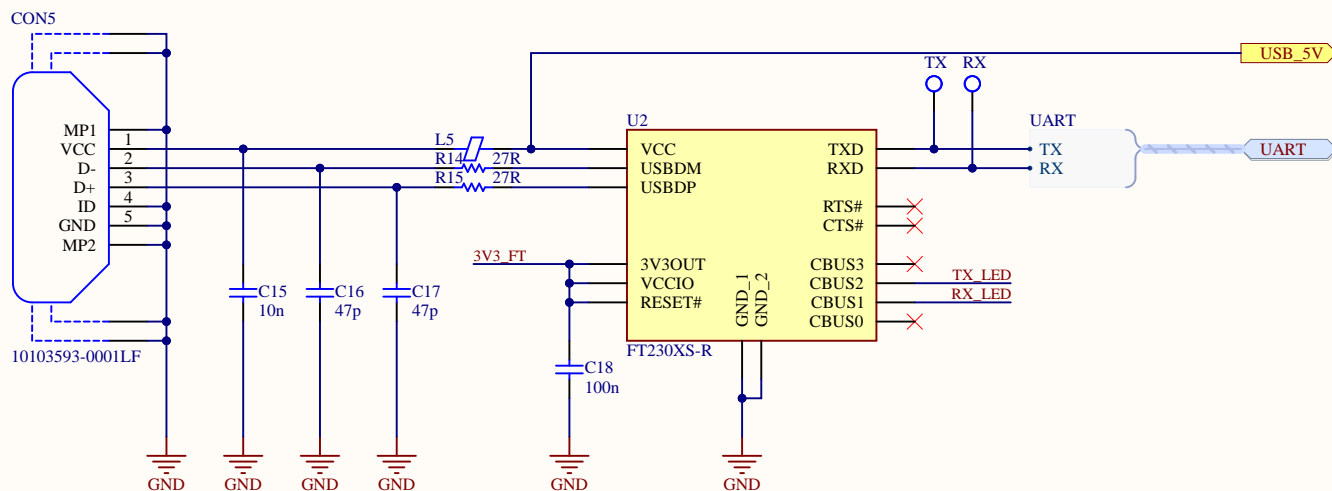 CON5
MP1
VCC
D-
D+
ID
GND
MP2
1
2
3
4
5
10103593-0001LF
GND
C15
10n
GND
C16
47p
GND
C17
47p
GND
L5
R14
27R
R15
27R
3V3_FT
C18
100n
GND
U2
VCC
USBDM
USBDP
3V3OUT
VCCIO
RESET#
GND_1
GND_2
TXD
RXD
RTS#
CTS#
CBUS3
CBUS2
CBUS1
CBUS0
FT230XS-R
GND
TX_LED
RX_LED
TX
RX
UART
TX
RX
USB_5V
UART